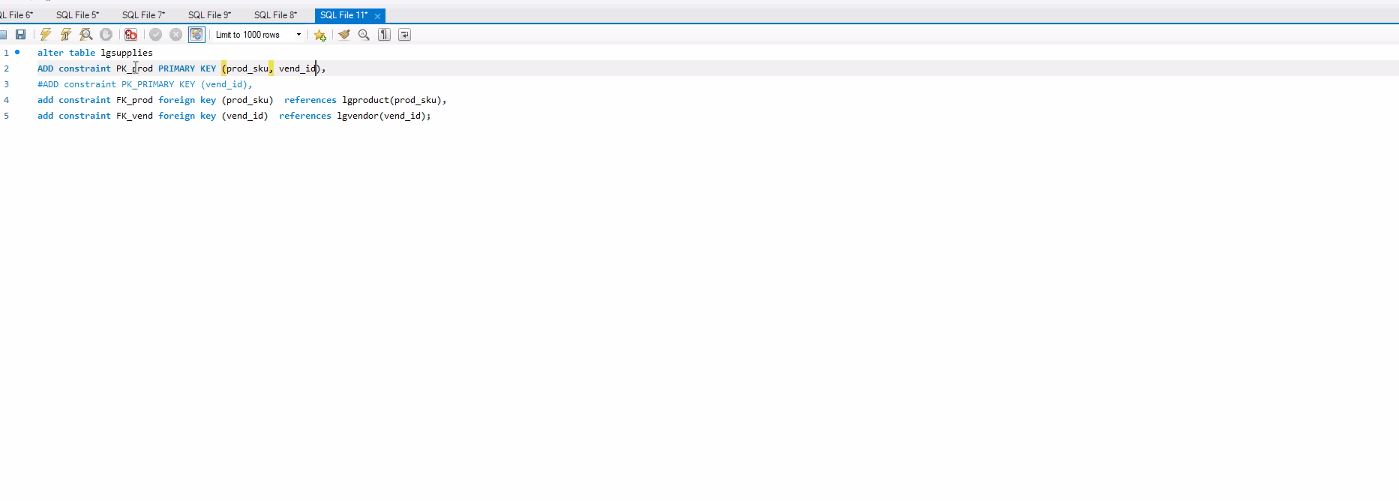 SQL File 5* SQL File 7* SQL File 9* SQL File 8* SQL File 11* ×
Limit to 1000 rows
1 alter table lgsupplies
2 ADD constraint PK_prod PRIMARY KEY (prod_sku, vend_id),
3 #ADD constraint PK_PRIMARY KEY (vend_id),
4 add constraint FK_prod foreign key (prod_sku) references lgproduct(prod_sku),
5 add constraint FK_vend foreign key (vend_id) references lgvendor(vend_id);